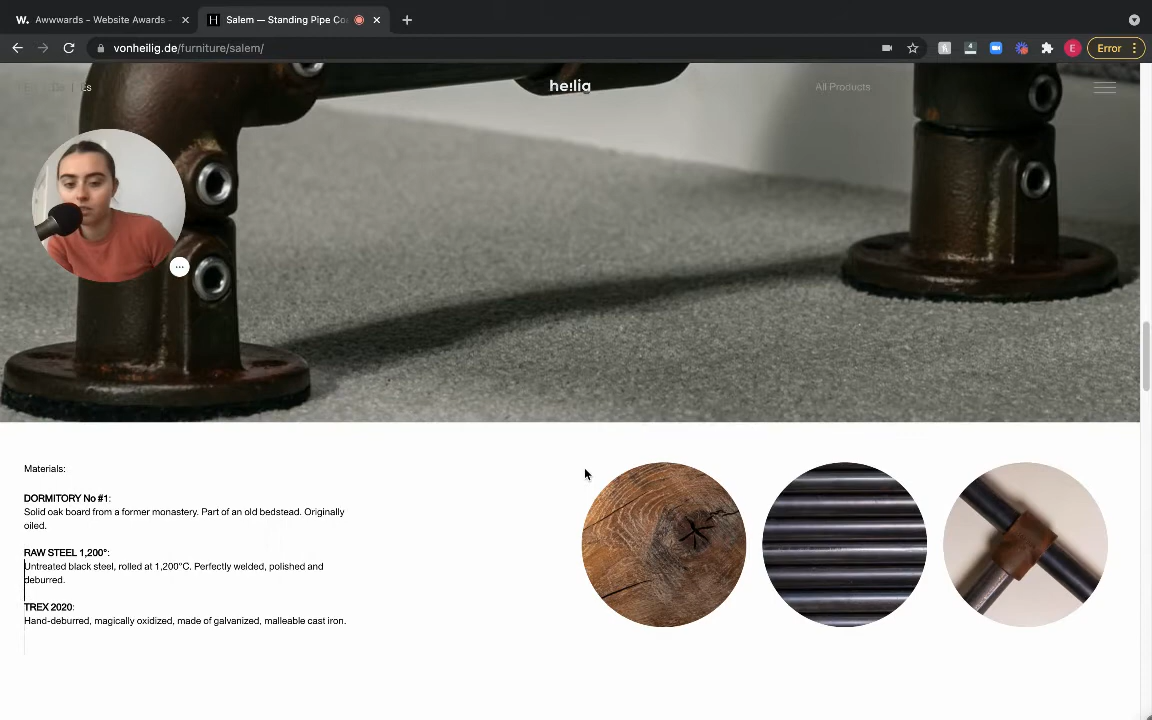 W. Awwwards - Website Awards -
H Salem — Standing Pipe Co
vonheilig.de/furniture/salem/
4
E
Error
De | Es
he!lig
All Products
Materials:
DORMITORY No #1:
Solid oak board from a former monastery. Part of an old bedstead. Originally
oiled.
RAW STEEL 1,200°:
Untreated black steel, rolled at 1,200°C. Perfectly welded, polished and
deburred.
TREX 2020:
Hand-deburred, magically oxidized, made of galvanized, malleable cast iron.